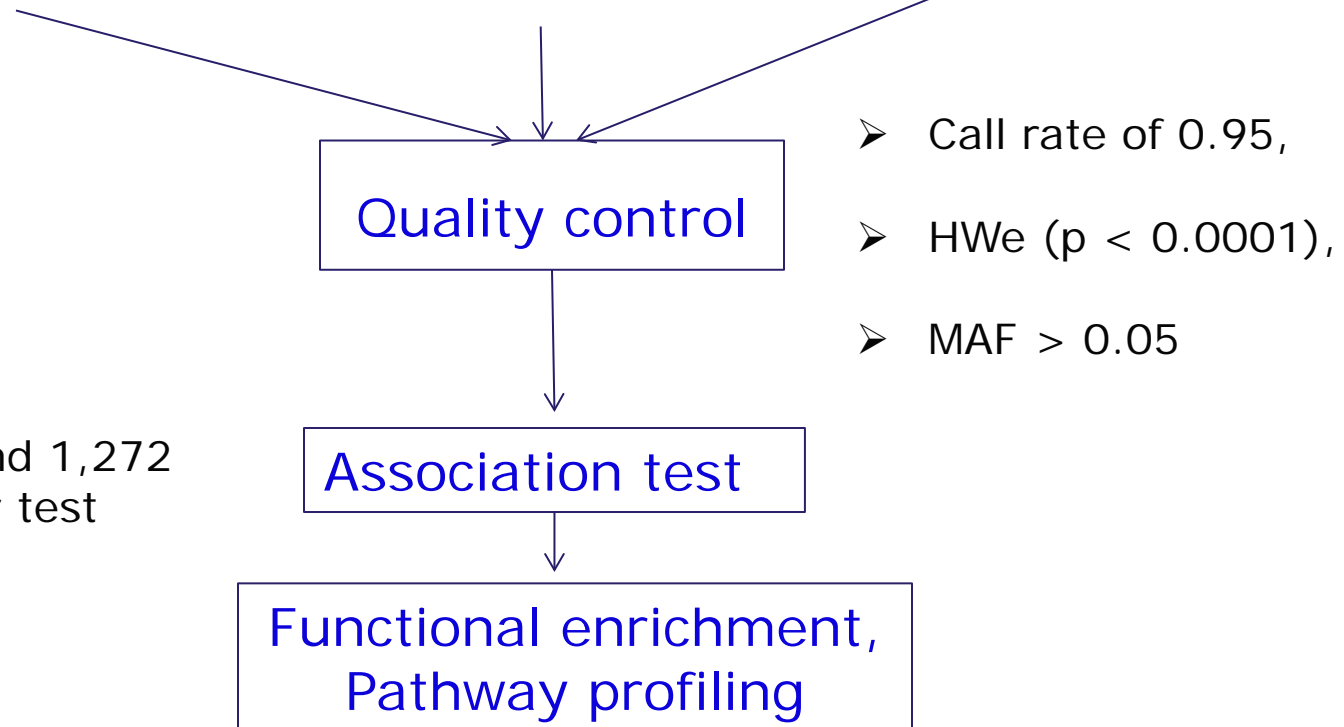 ➢ Call rate of 0.95,
Quality control
➢ HWe (p < 0.0001),
➢ MAF > 0.05
1,272
test
Association test
Functional enrichment,
Pathway profiling